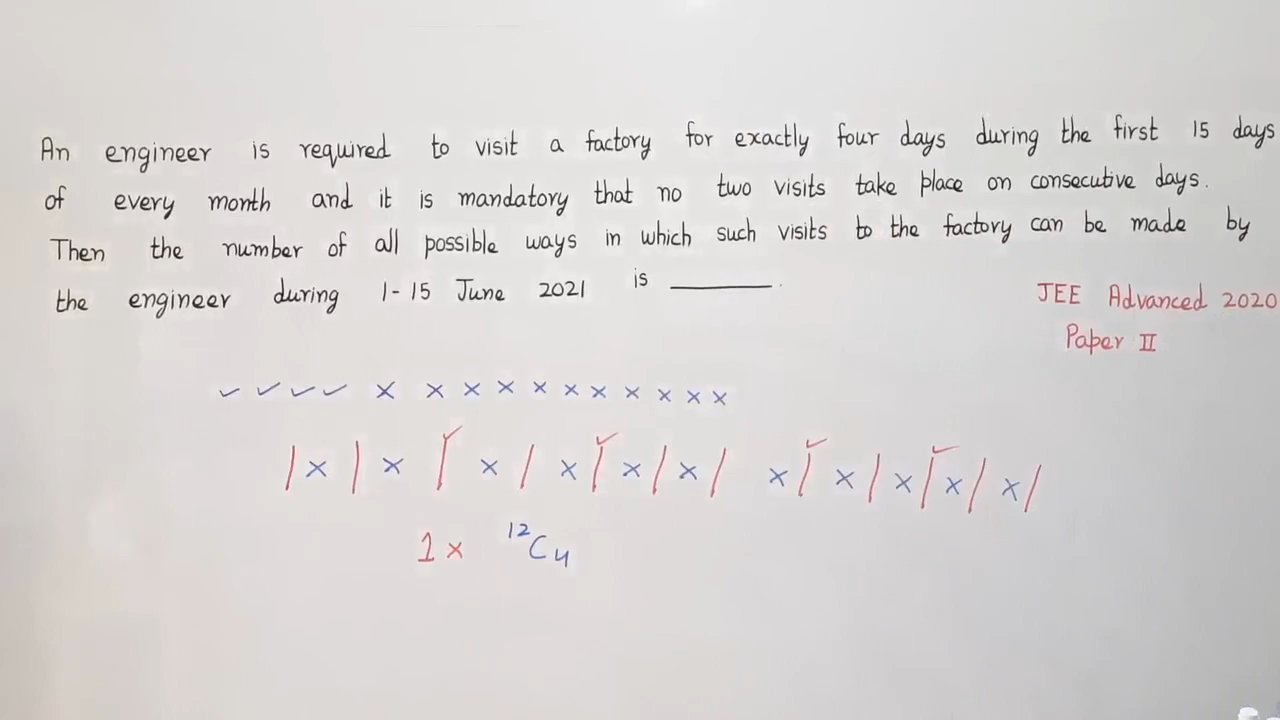 An engineer is required to visit a factory for exactly four days during the first 15 days
of every month and it is mandatory that no two visits take place on consecutive days.
Then the number of all possible ways in which such visits to the factory can be made by
the engineer during 1-15 June 2021 is ______.
JEE Advanced 2020
Paper II
✓ ✓ ✓ ✓ × × × × × × × × × × ×
| × | × | × | × | × | × | × | × | × | × | × |
1 × ¹²C₄